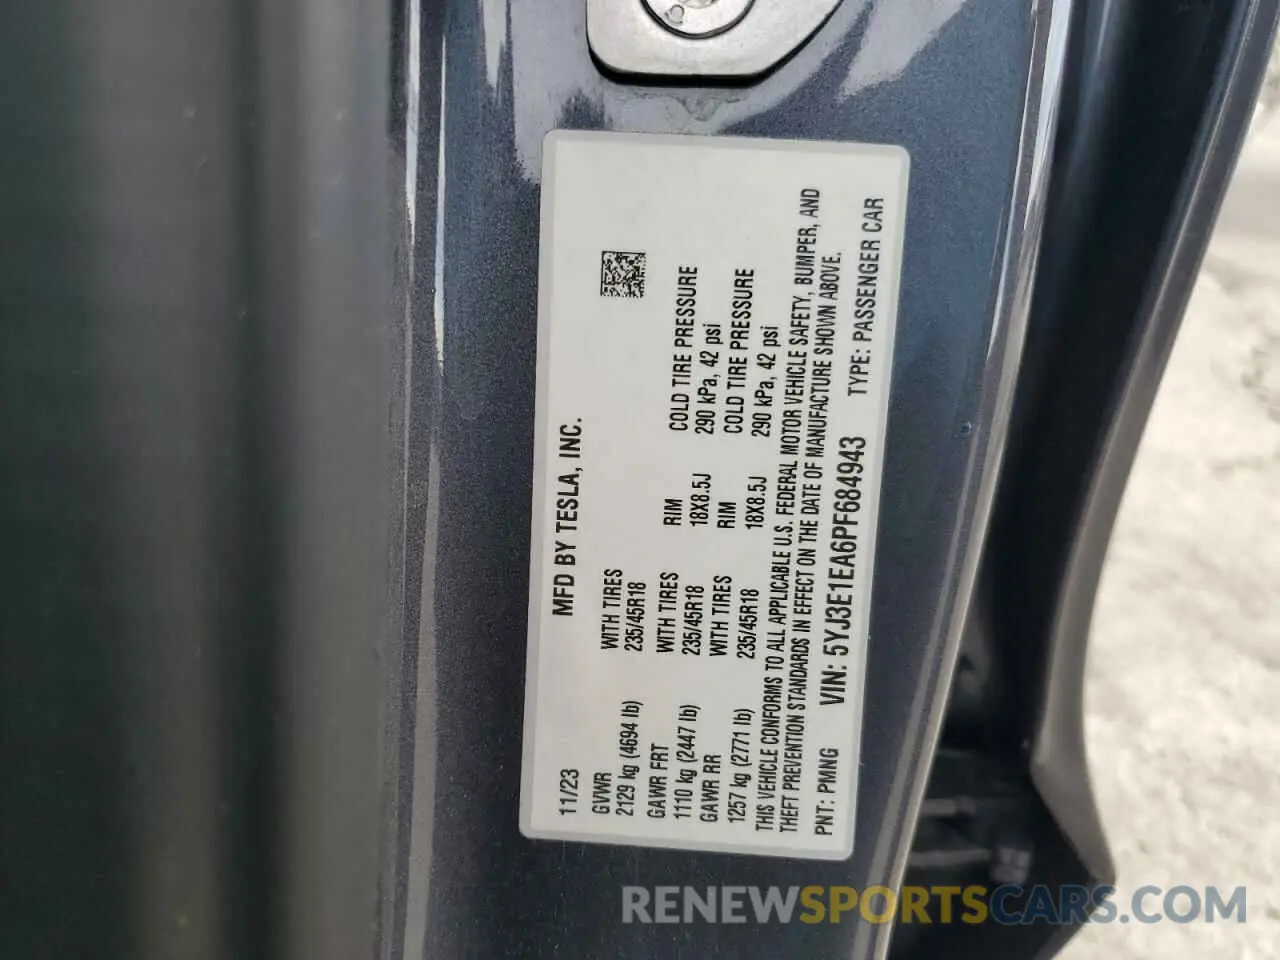 11/23 MFD BY TESLA, INC.
GVWR WITH TIRES
2129 kg (4694 lb) 235/45R18
GAWR FRT WITH TIRES RIM COLD TIRE PRESSURE
1110 kg (2447 lb) 235/45R18 18X8.5J 290 kPa, 42 psi
GAWR RR WITH TIRES RIM COLD TIRE PRESSURE
1257 kg (2771 lb) 235/45R18 18X8.5J 290 kPa, 42 psi
THIS VEHICLE CONFORMS TO ALL APPLICABLE U.S. FEDERAL MOTOR VEHICLE SAFETY, BUMPER, AND
THEFT PREVENTION STANDARDS IN EFFECT ON THE DATE OF MANUFACTURE SHOWN ABOVE.
PNT: PMNG VIN: 5YJ3E1EA6PF684943 TYPE: PASSENGER CAR
RENEWSPORTSCARS.COM